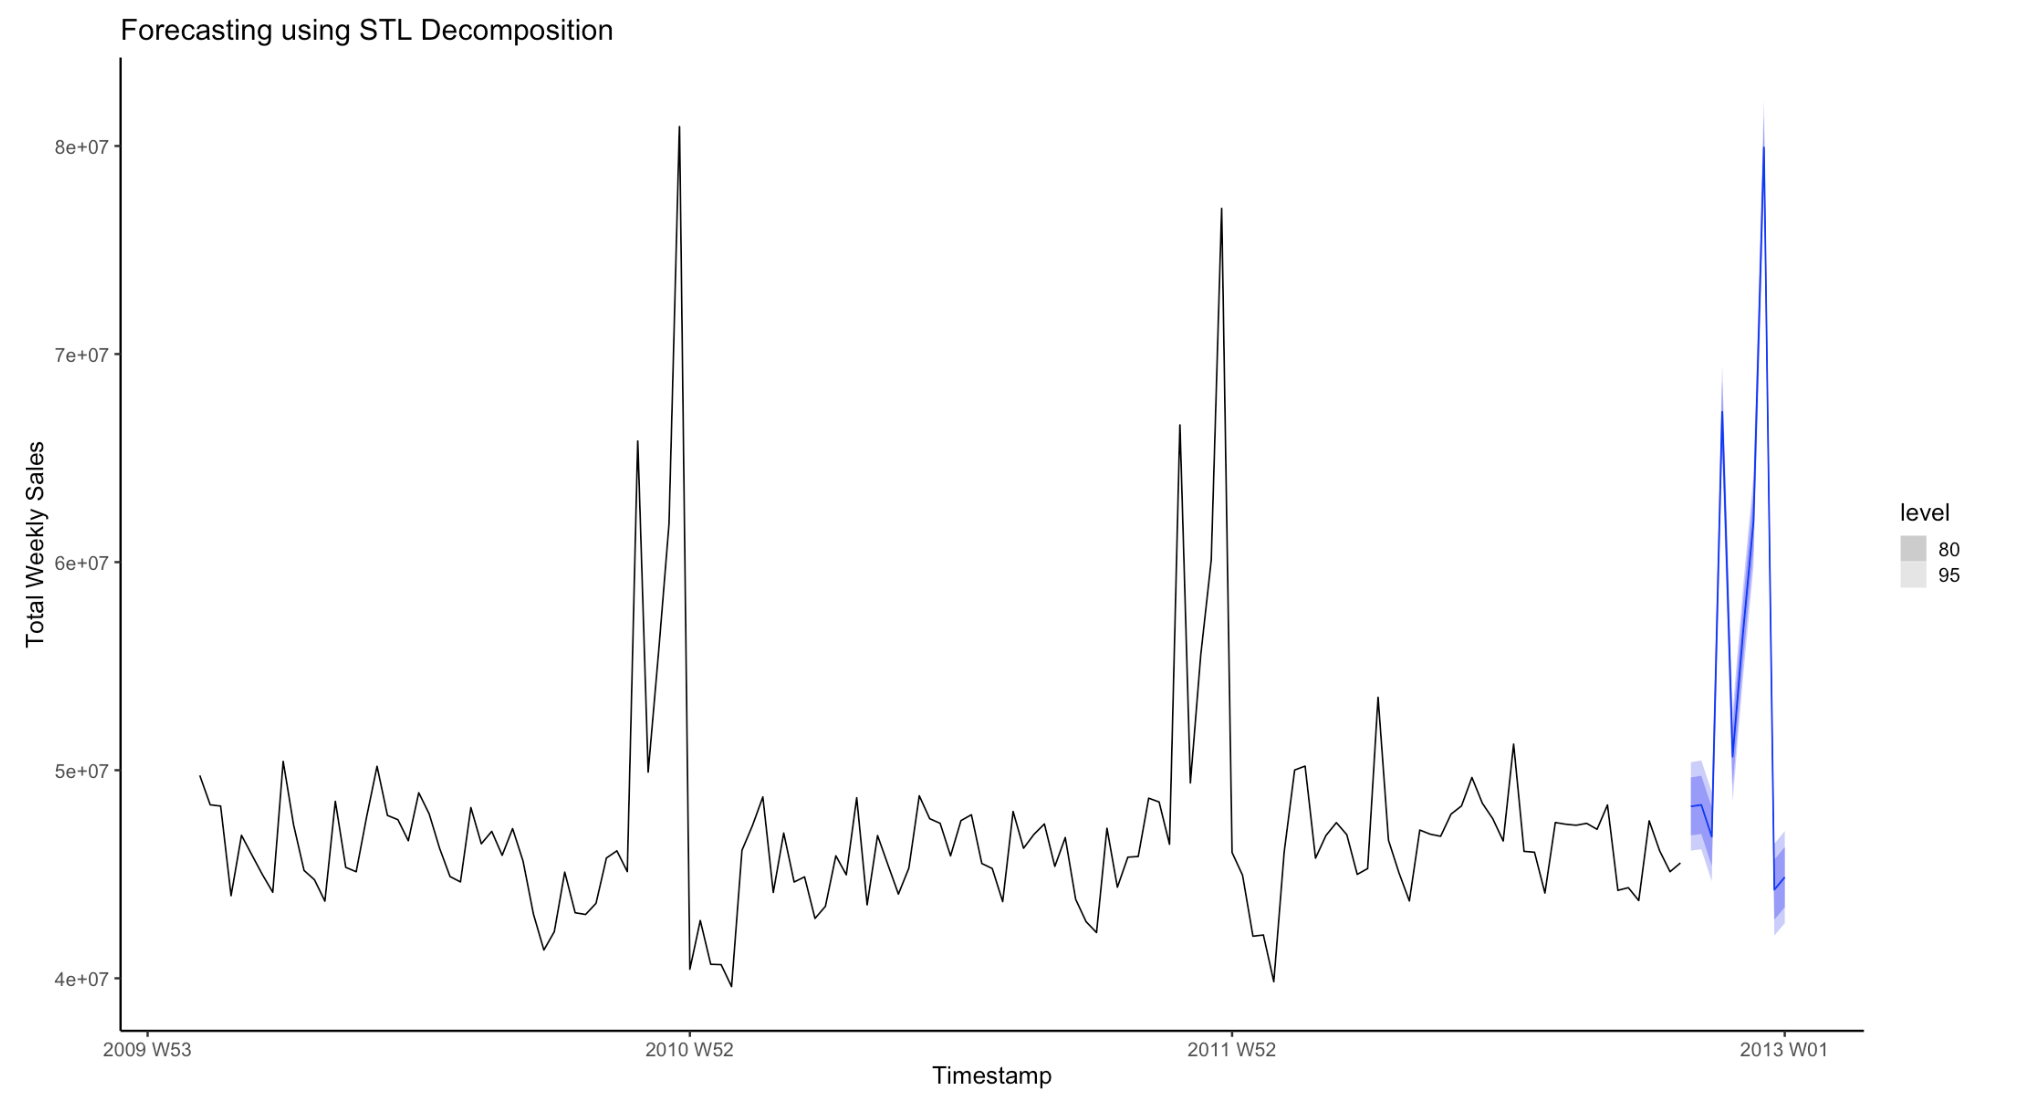 Forecasting using STL Decomposition
8e+07
7e+07
6e+07
5e+07
4e+07
Total Weekly Sales
2009 W53
2010 W52
2011 W52
2013 W01
Timestamp
level
80
95